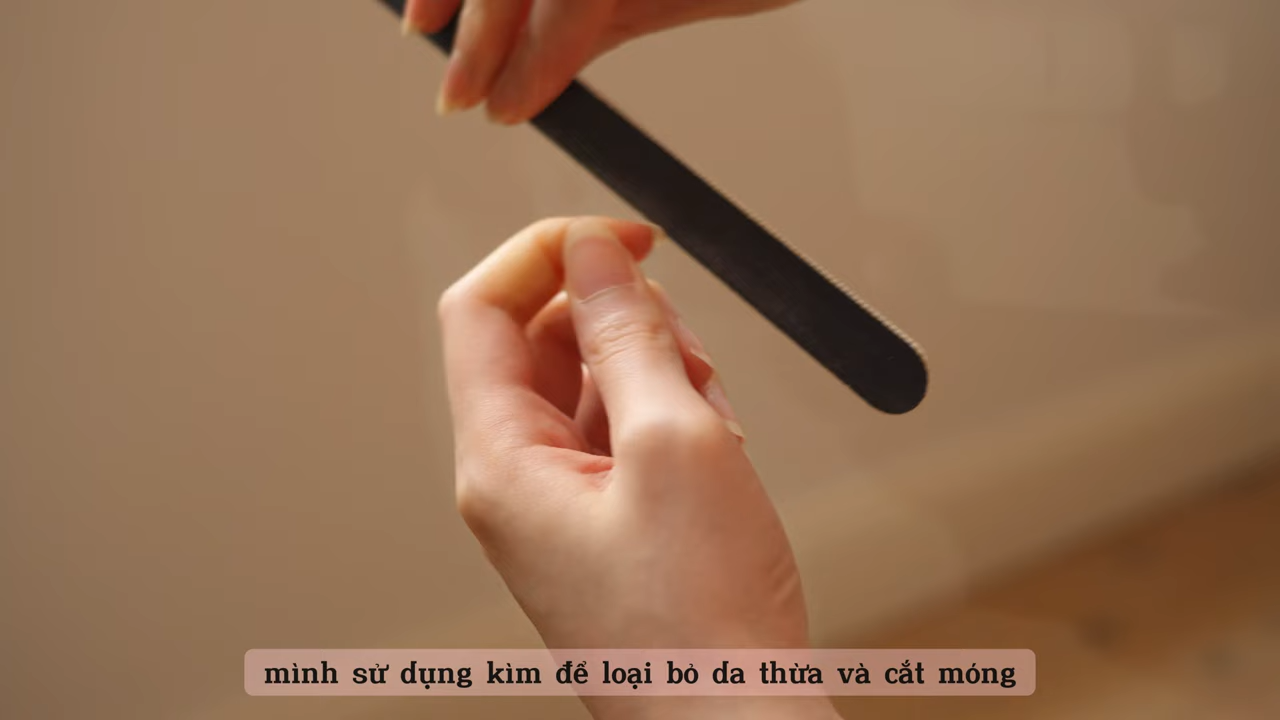 mình sử dụng kìm để loại bỏ da thừa và cắt móng